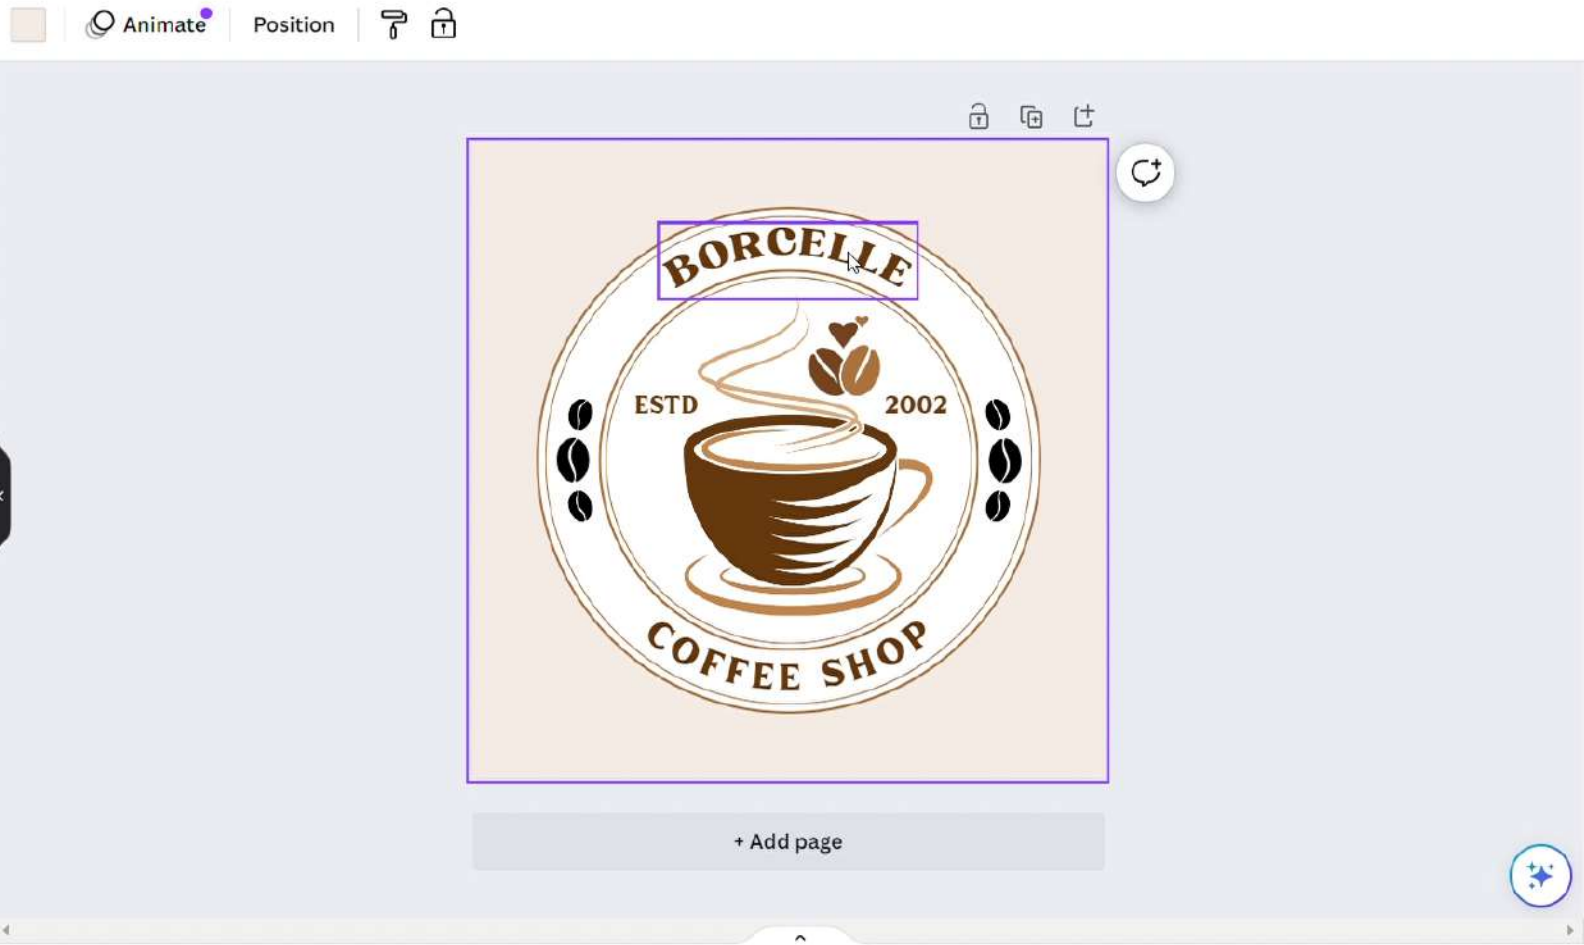 Animate
Position
BORCELLE
ESTD
2002
COFFEE SHOP
+ Add page